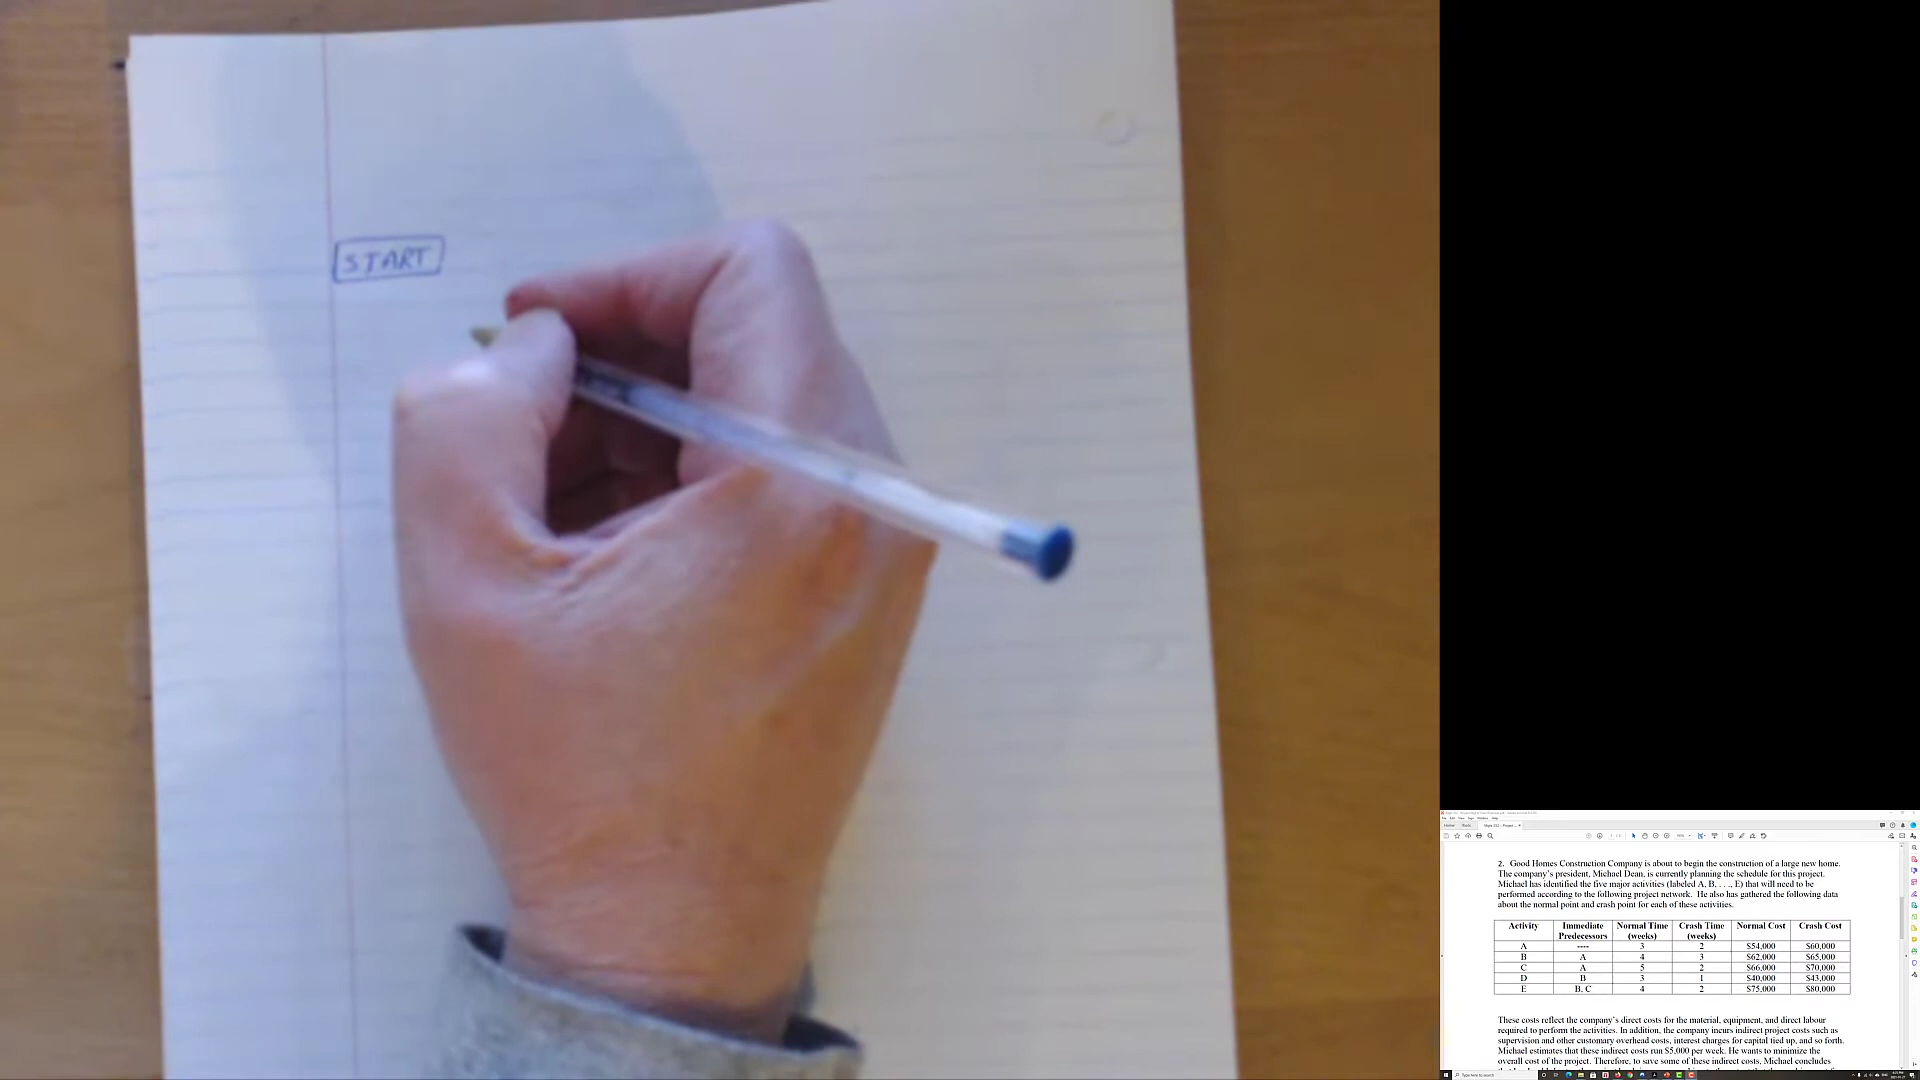 START
2. Good Homes Construction Company is about to begin the construction of a large new home.
The company's president, Michael Dean, is currently planning the schedule for this project.
Michael has identified the five major activities (labeled A, B, . . ., E) that will need to be
performed according to the following project network. He also has gathered the following data
about the normal point and crash point for each of these activities.
Activity Immediate Predecessors Normal Time (weeks) Crash Time (weeks) Normal Cost Crash Cost
A ---- 3 2 $54,000 $60,000
B A 4 3 $62,000 $65,000
C A 5 2 $66,000 $70,000
D B 3 1 $40,000 $43,000
E B, C 4 2 $75,000 $80,000
These costs reflect the company's direct costs for the material, equipment, and direct labour
required to perform the activities. In addition, the company incurs indirect project costs such as
supervision and other customary overhead costs, interest charges for capital tied up, and so forth.
Michael estimates that these indirect costs run $5,000 per week. He wants to minimize the
overall cost of the project. Therefore, to save some of these indirect costs, Michael concludes
Type here to search